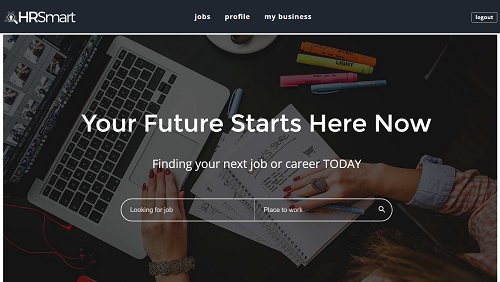 HRSmart
jobs profile my business
logout
LIGHT
Your Future Starts Here Now
Finding your next job or career TODAY
Looking for job
Place to work